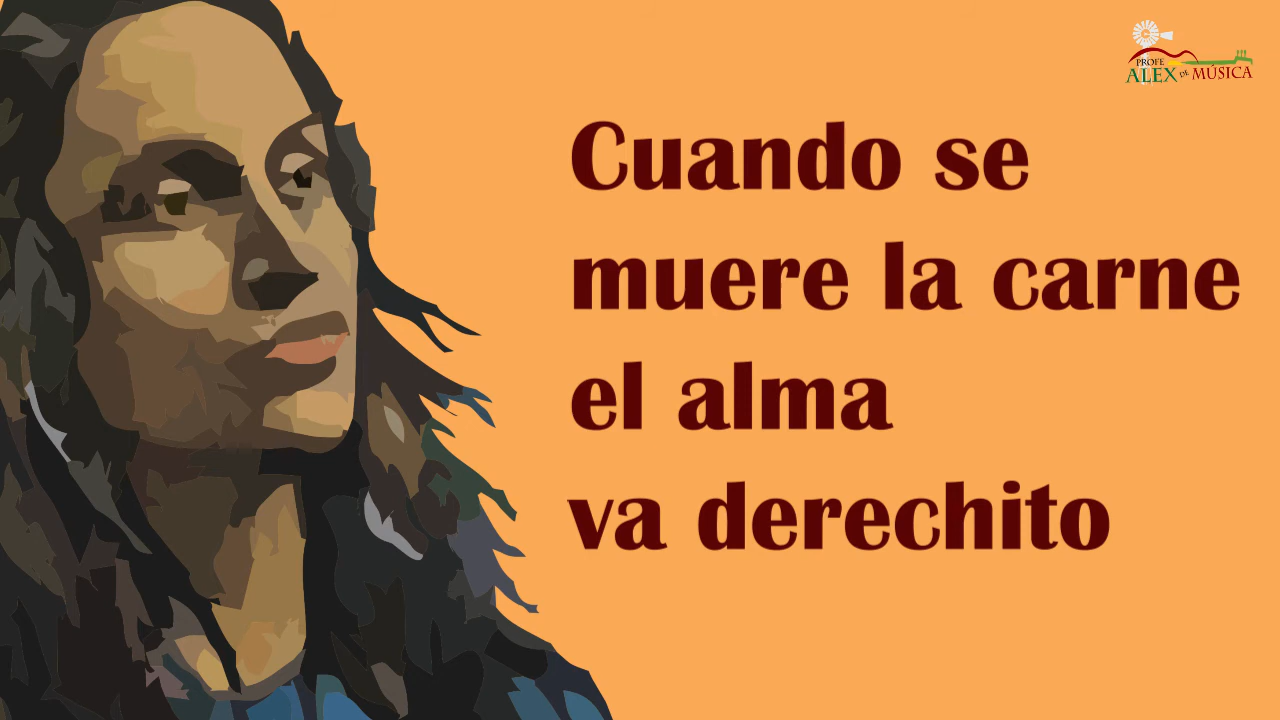 PROFE
ALEX DE MÚSICA
Cuando se
muere la carne
el alma
va derechito